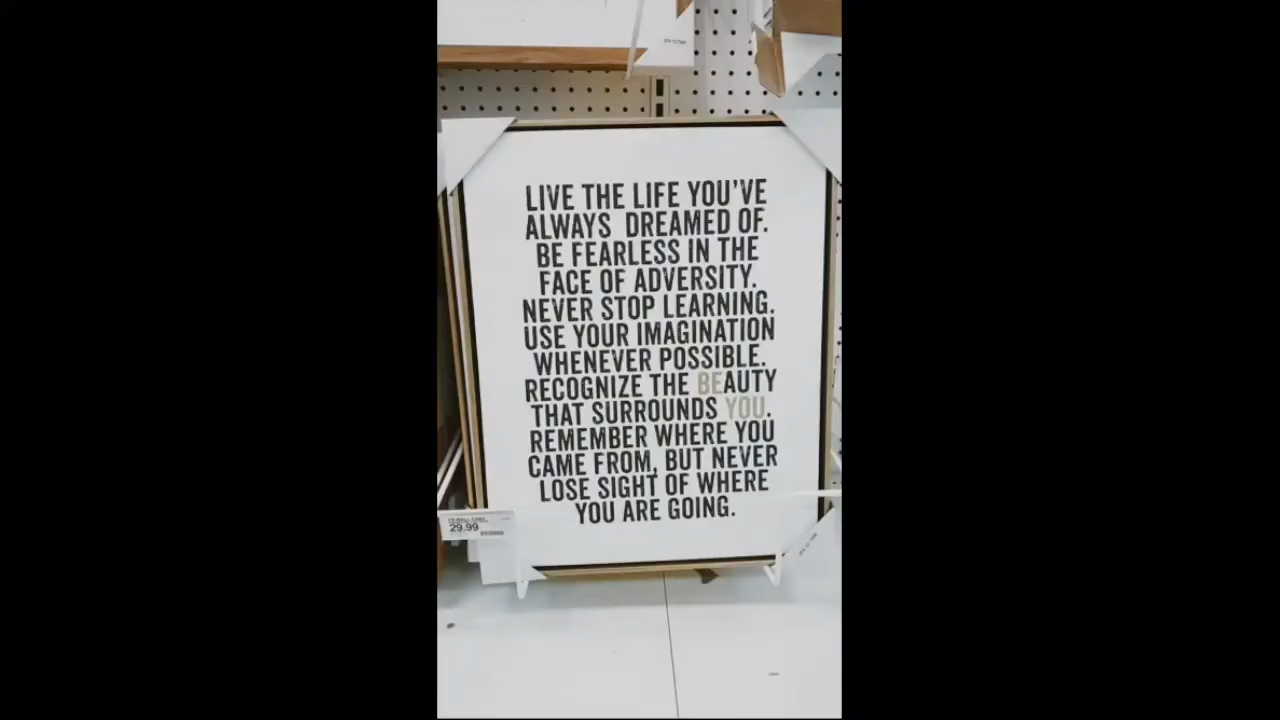 LIVE THE LIFE YOU'VE
ALWAYS DREAMED OF.
BE FEARLESS IN THE
FACE OF ADVERSITY.
NEVER STOP LEARNING.
USE YOUR IMAGINATION
WHENEVER POSSIBLE.
RECOGNIZE THE BEAUTY
THAT SURROUNDS YOU.
REMEMBER WHERE YOU
CAME FROM, BUT NEVER
LOSE SIGHT OF WHERE
YOU ARE GOING.
29.99